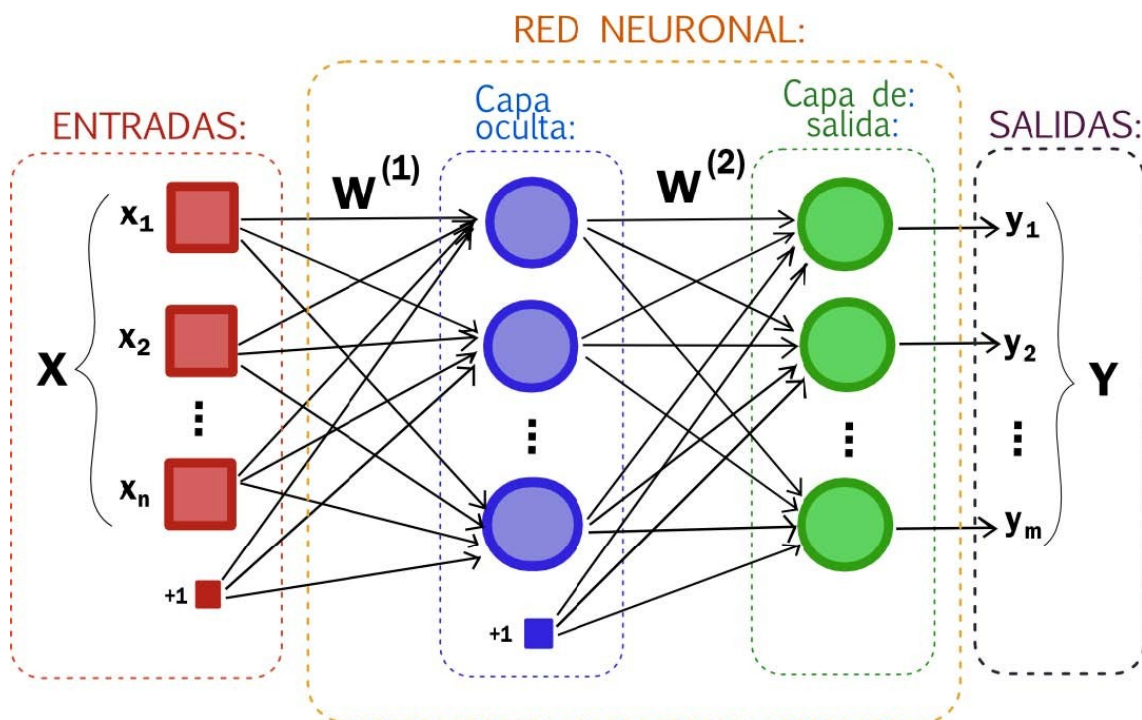 RED NEURONAL:
ENTRADAS:
Capa
oculta:
Capa de:
salida:
SALIDAS:
W(1)
W(2)
x1
x2
⋮
xn
+1
X
⋮
+1
⋮
y1
y2
⋮
ym
Y